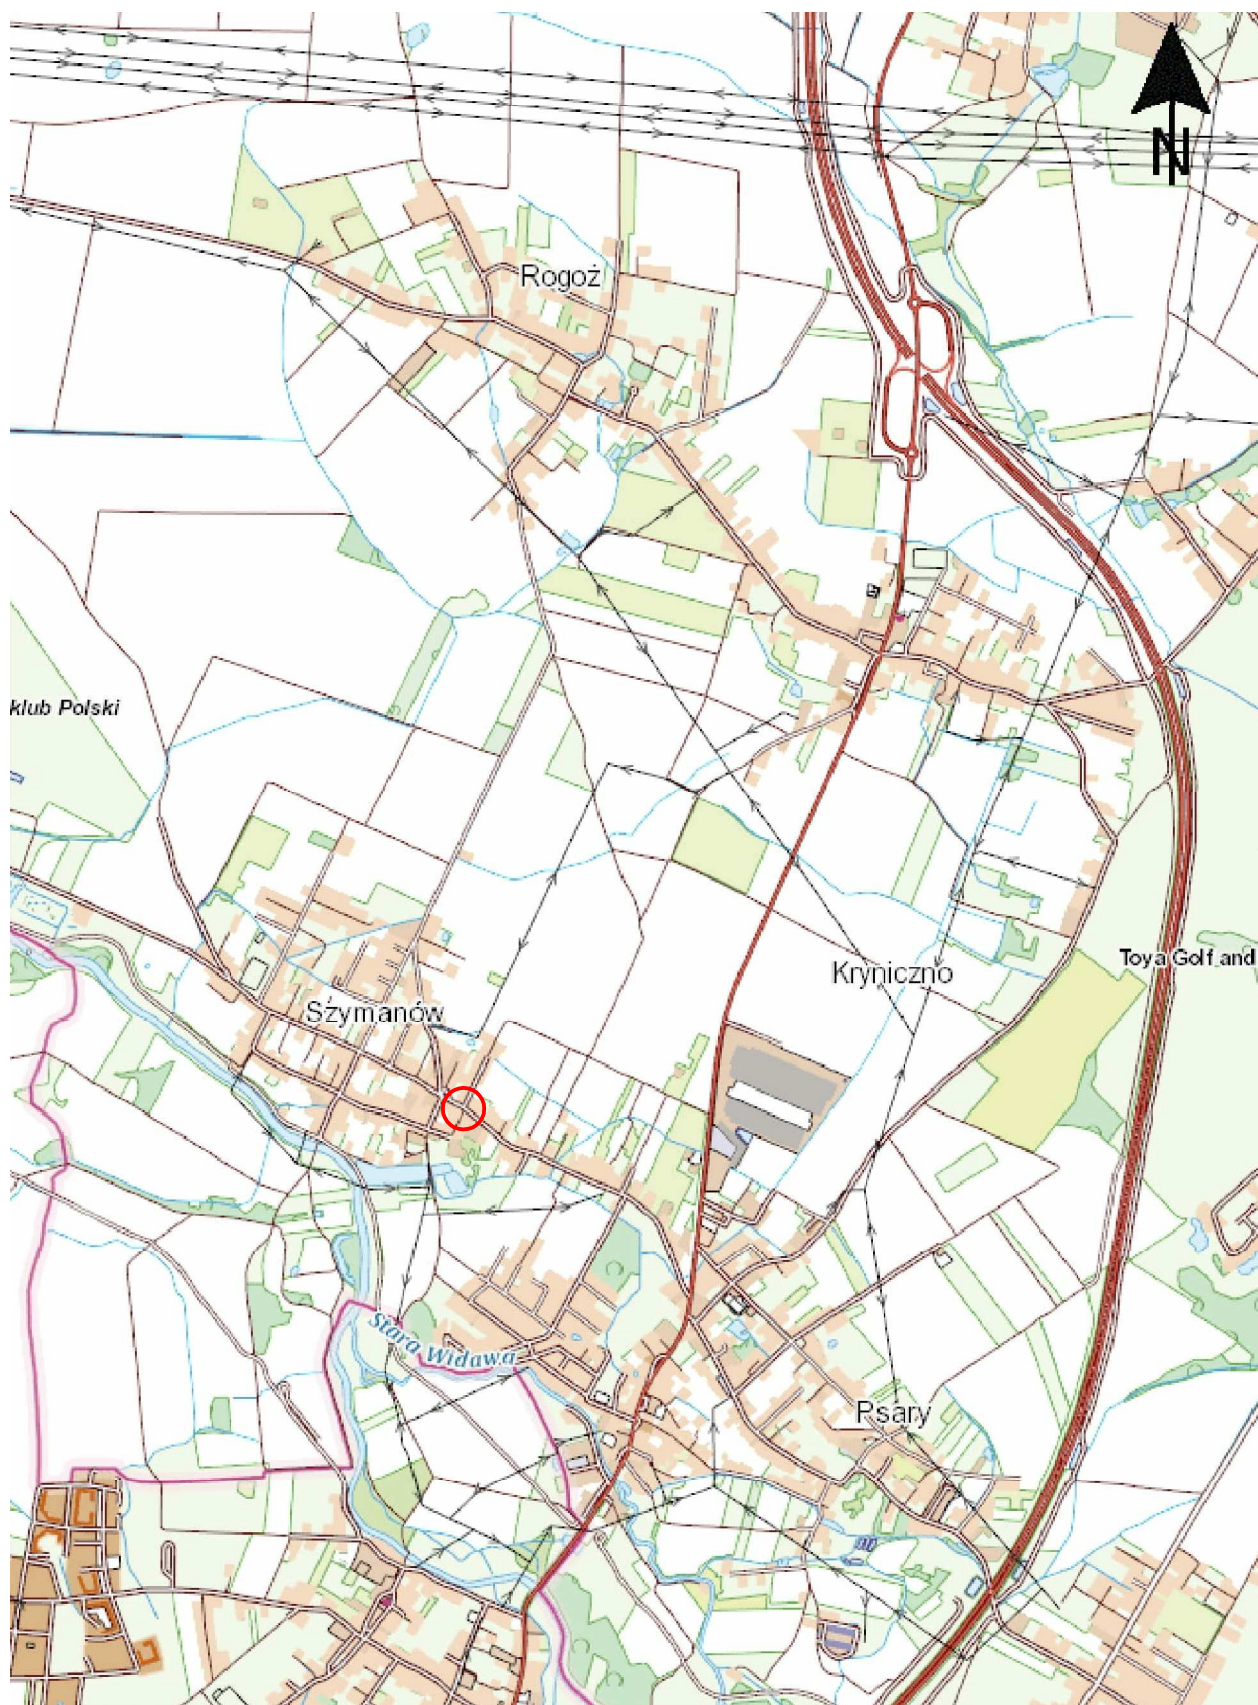 N
Rogoż
klub Polski
Toya Golf and
Kryniczno
Szymanów
Stara Widawa
Psary